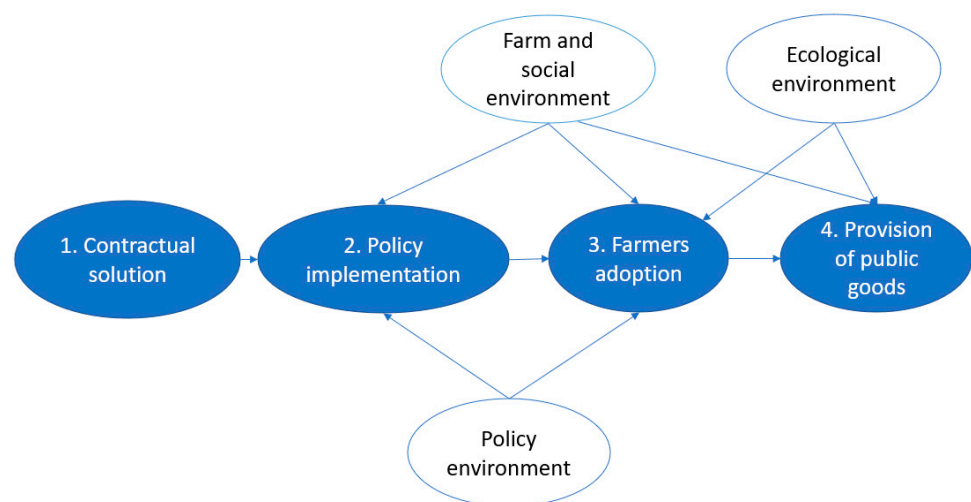 Farm and
social
environment
Ecological
environment
1. Contractual
solution
2. Policy
implementation
3. Farmers
adoption
4. Provision
of public
goods
Policy
environment